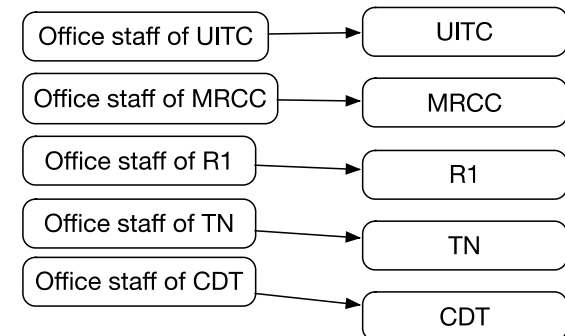 Office staff of UITC
UITC
Office staff of MRCC
MRCC
Office staff of R1
R1
Office staff of TN
TN
Office staff of CDT
CDT